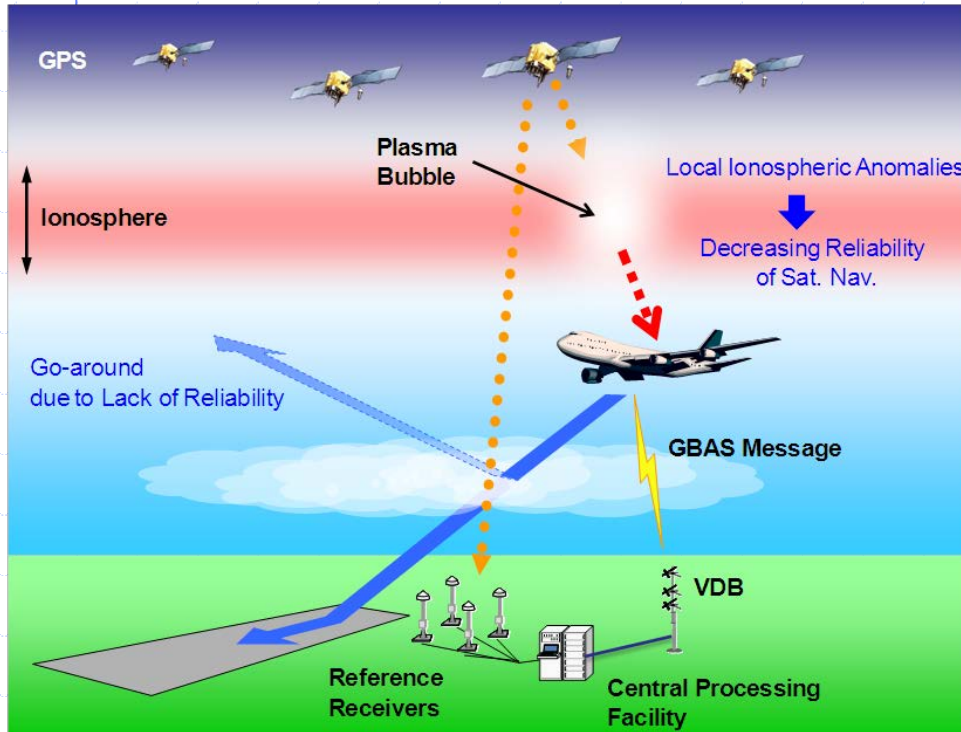 GPS
Plasma
Bubble
Local Ionospheric Anomalies
Ionosphere
Decreasing Reliability
of Sat. Nav.
Go-around
due to Lack of Reliability
GBAS Message
VDB
Reference
Receivers
Central Processing
Facility